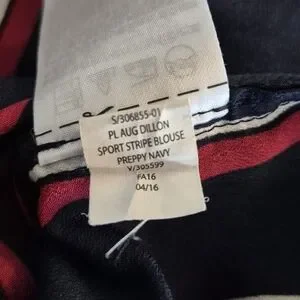 S/306855-01
PL AUG DILLON
SPORT STRIPE BLOUSE
PREPPY NAVY
V/305599
FA16
04/16